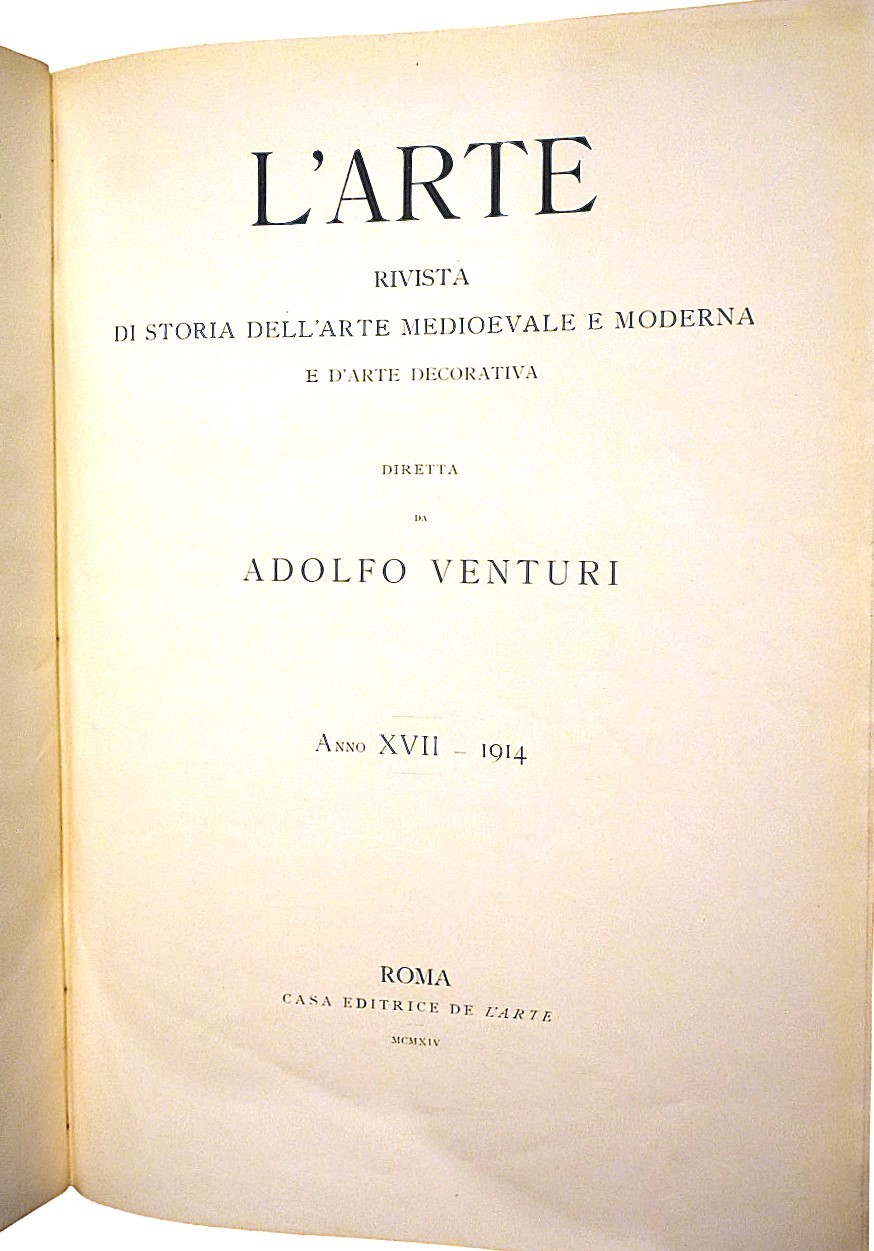 L'ARTE
RIVISTA
DI STORIA DELL'ARTE MEDIOEVALE E MODERNA
E D'ARTE DECORATIVA
DIRETTA
DA
ADOLFO VENTURI
ANNO XVII – 1914
ROMA
CASA EDITRICE DE L'ARTE
MCMXIV